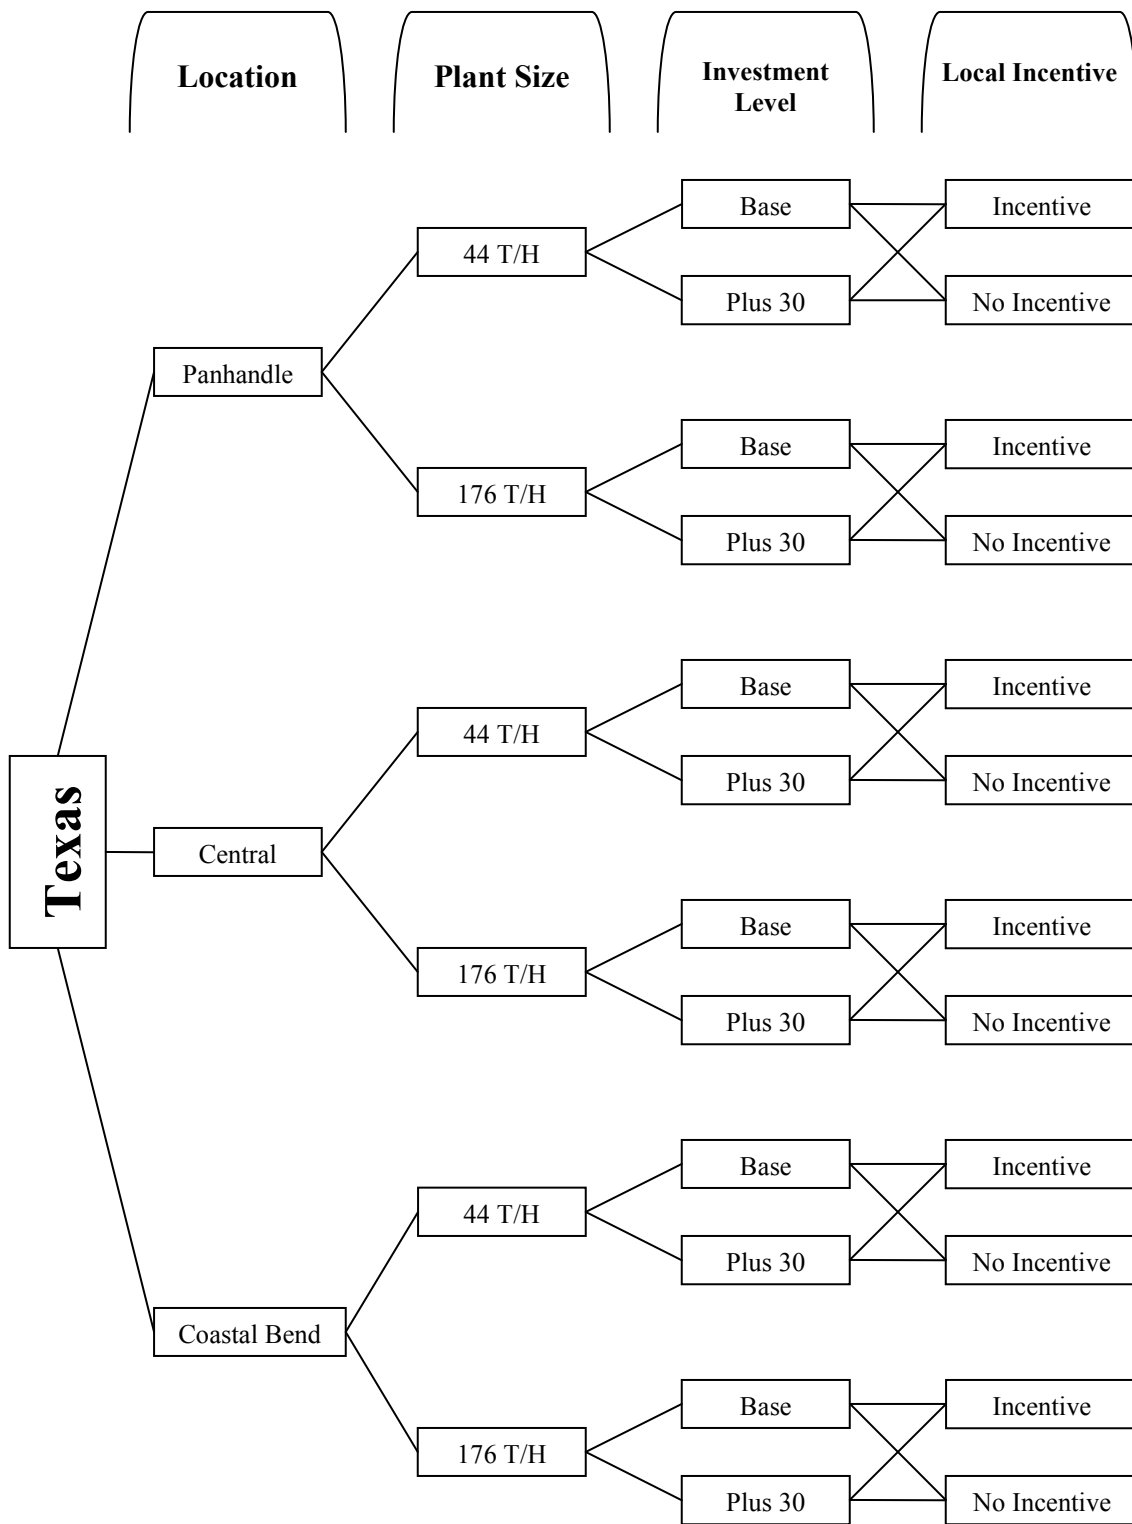 Location
Plant Size
Investment
Level
Local Incentive
Base
Incentive
44 T/H
Plus 30
No Incentive
Panhandle
Base
Incentive
176 T/H
Plus 30
No Incentive
Base
Incentive
44 T/H
Plus 30
No Incentive
Texas
Central
Base
Incentive
176 T/H
Plus 30
No Incentive
Base
Incentive
44 T/H
Plus 30
No Incentive
Coastal Bend
Base
Incentive
176 T/H
Plus 30
No Incentive